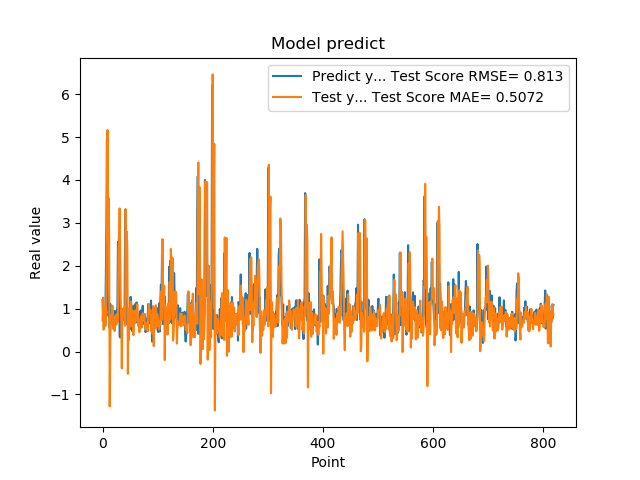 Model predict
Predict y... Test Score RMSE= 0.813
Test y... Test Score MAE= 0.5072
6
5
4
3
2
1
0
−1
Real value
0 200 400 600 800
Point